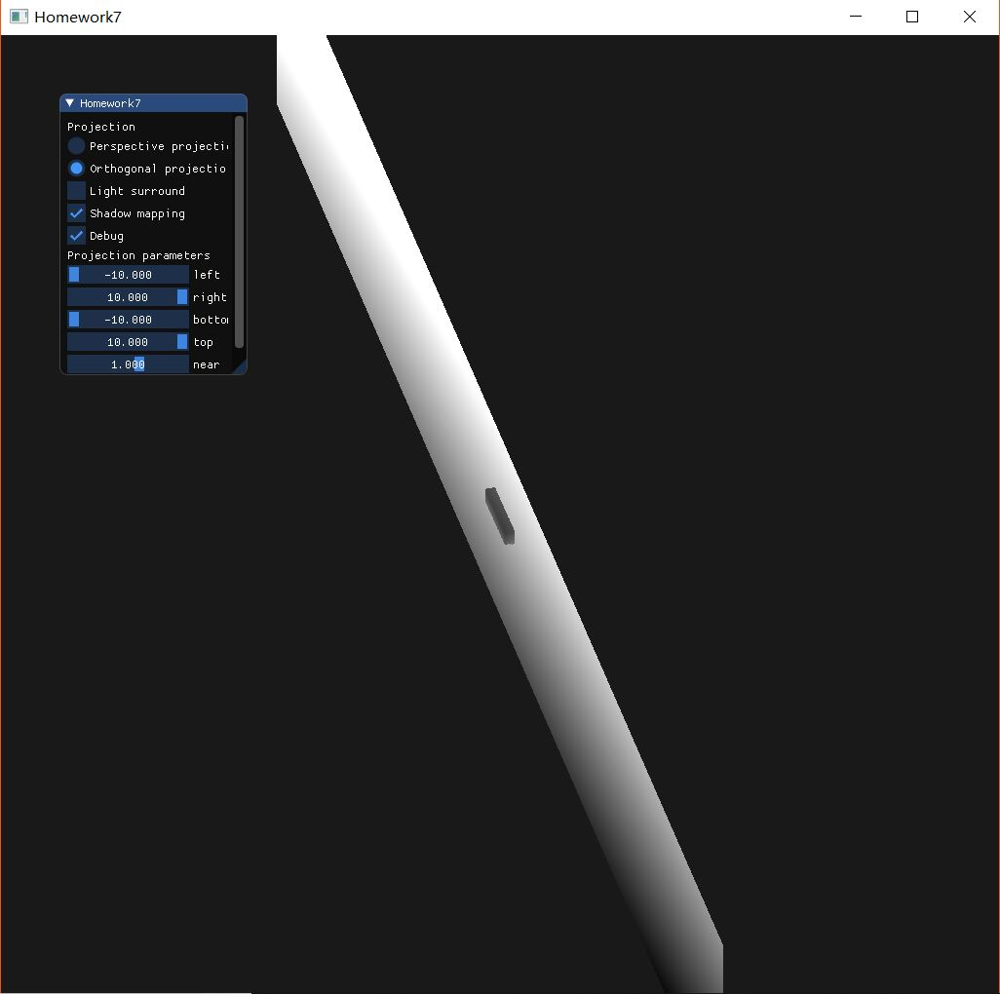 Homework7
Homework7
Projection
Perspective projecti
Orthogonal projectio
Light surround
Shadow mapping
Debug
Projection parameters
-10.000 left
10.000 right
-10.000 botto
10.000 top
1.000 near